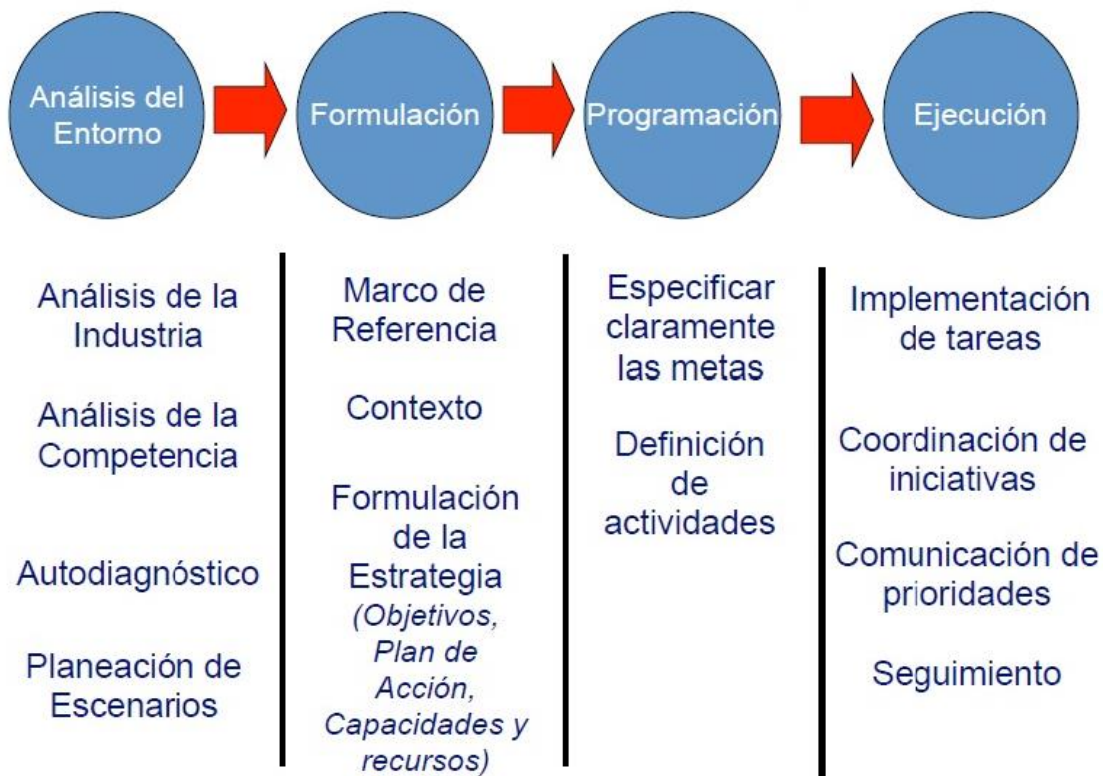 Análisis del
Entorno
Formulación
Programación
Ejecución
Análisis de la
Industria
Análisis de la
Competencia
Autodiagnóstico
Planeación de
Escenarios
Marco de
Referencia
Contexto
Formulación
de la
Estrategia
(Objetivos,
Plan de
Acción,
Capacidades y
recursos)
Especificar
claramente
las metas
Definición
de
actividades
Implementación
de tareas
Coordinación de
iniciativas
Comunicación de
prioridades
Seguimiento